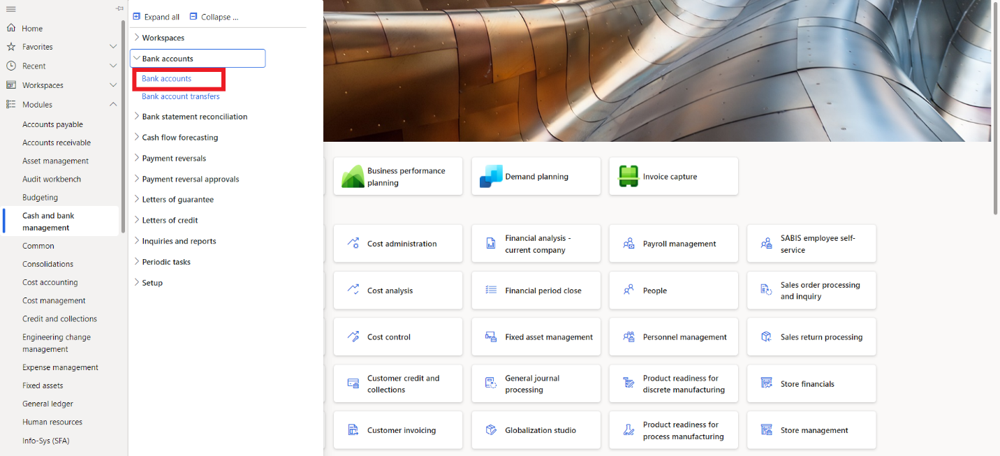 Home
Favorites
Recent
Workspaces
Modules
Accounts payable
Accounts receivable
Asset management
Audit workbench
Budgeting
Cash and bank
management
Common
Consolidations
Cost accounting
Cost management
Credit and collections
Engineering change
management
Expense management
Fixed assets
General ledger
Human resources
Info-Sys (SFA)
Expand all
Collapse ...
Workspaces
Bank accounts
Bank accounts
Bank account transfers
Bank statement reconciliation
Cash flow forecasting
Payment reversals
Payment reversal approvals
Letters of guarantee
Letters of credit
Inquiries and reports
Periodic tasks
Setup
Business performance
planning
Demand planning
Invoice capture
Cost administration
Financial analysis -
current company
Payroll management
SABIS employee self-
service
Cost analysis
Financial period close
People
Sales order processing
and inquiry
Cost control
Fixed asset management
Personnel management
Sales return processing
Customer credit and
collections
General journal
processing
Product readiness for
discrete manufacturing
Store financials
Customer invoicing
Globalization studio
Product readiness for
process manufacturing
Store management